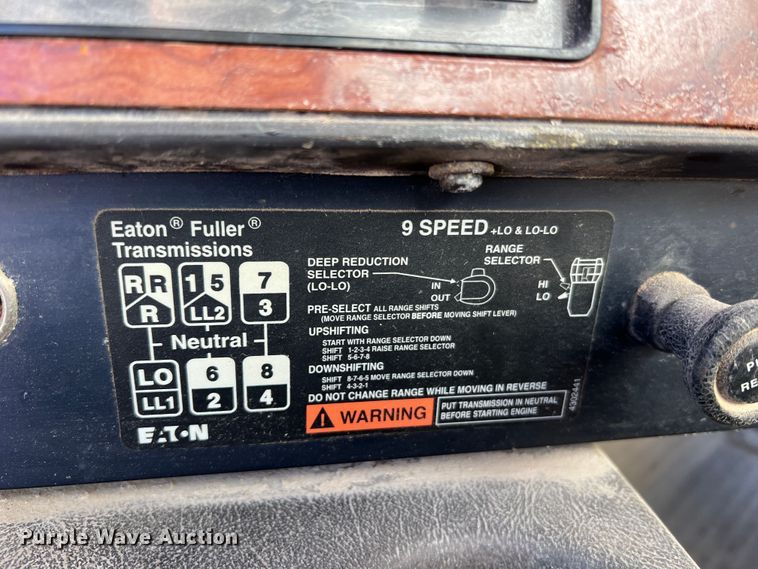 Eaton® Fuller®
Transmissions
9 SPEED +LO & LO-LO
R R 1 5 7
R LL2 3
Neutral
LO 6 8
LL1 2 4
EATON
DEEP REDUCTION
SELECTOR
(LO-LO)
IN
OUT
RANGE
SELECTOR
HI
LO
PRE-SELECT ALL RANGE SHIFTS
(MOVE RANGE SELECTOR BEFORE MOVING SHIFT LEVER)
UPSHIFTING
START WITH RANGE SELECTOR DOWN
SHIFT 1-2-3-4 RAISE RANGE SELECTOR
SHIFT 5-6-7-8
DOWNSHIFTING
SHIFT 8-7-6-5 MOVE RANGE SELECTOR DOWN
SHIFT 4-3-2-1
DO NOT CHANGE RANGE WHILE MOVING IN REVERSE
WARNING
PUT TRANSMISSION IN NEUTRAL
BEFORE STARTING ENGINE
4302441
Purple Wave Auction